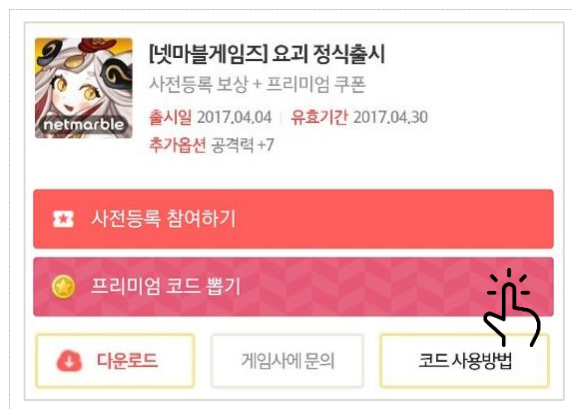 [넷마블게임즈] 요괴 정식출시
사전등록 보상 + 프리미엄 쿠폰
출시일 2017.04.04 | 유효기간 2017.04.30
추가옵션 공격력 +7
netmarble
사전등록 참여하기
프리미엄 코드 뽑기
다운로드
게임사에 문의
코드 사용방법